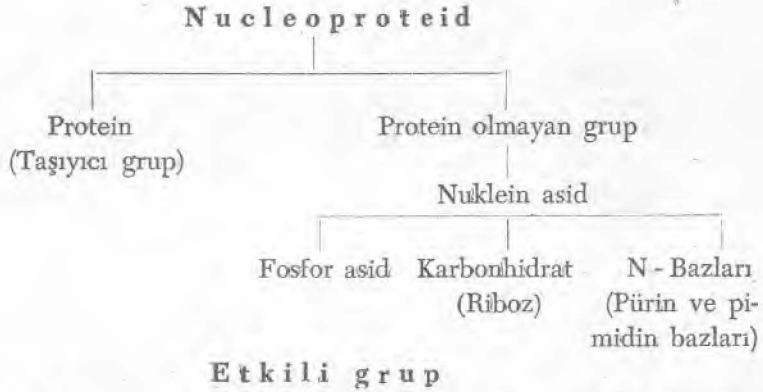 Nucleoproteid
Protein Protein olmayan grup
(Taşıyıcı grup)
Nuklein asid
Fosfor asid Karbonhidrat N - Bazları
(Riboz) (Pürin ve pi-
midin bazları)
Etkili grup